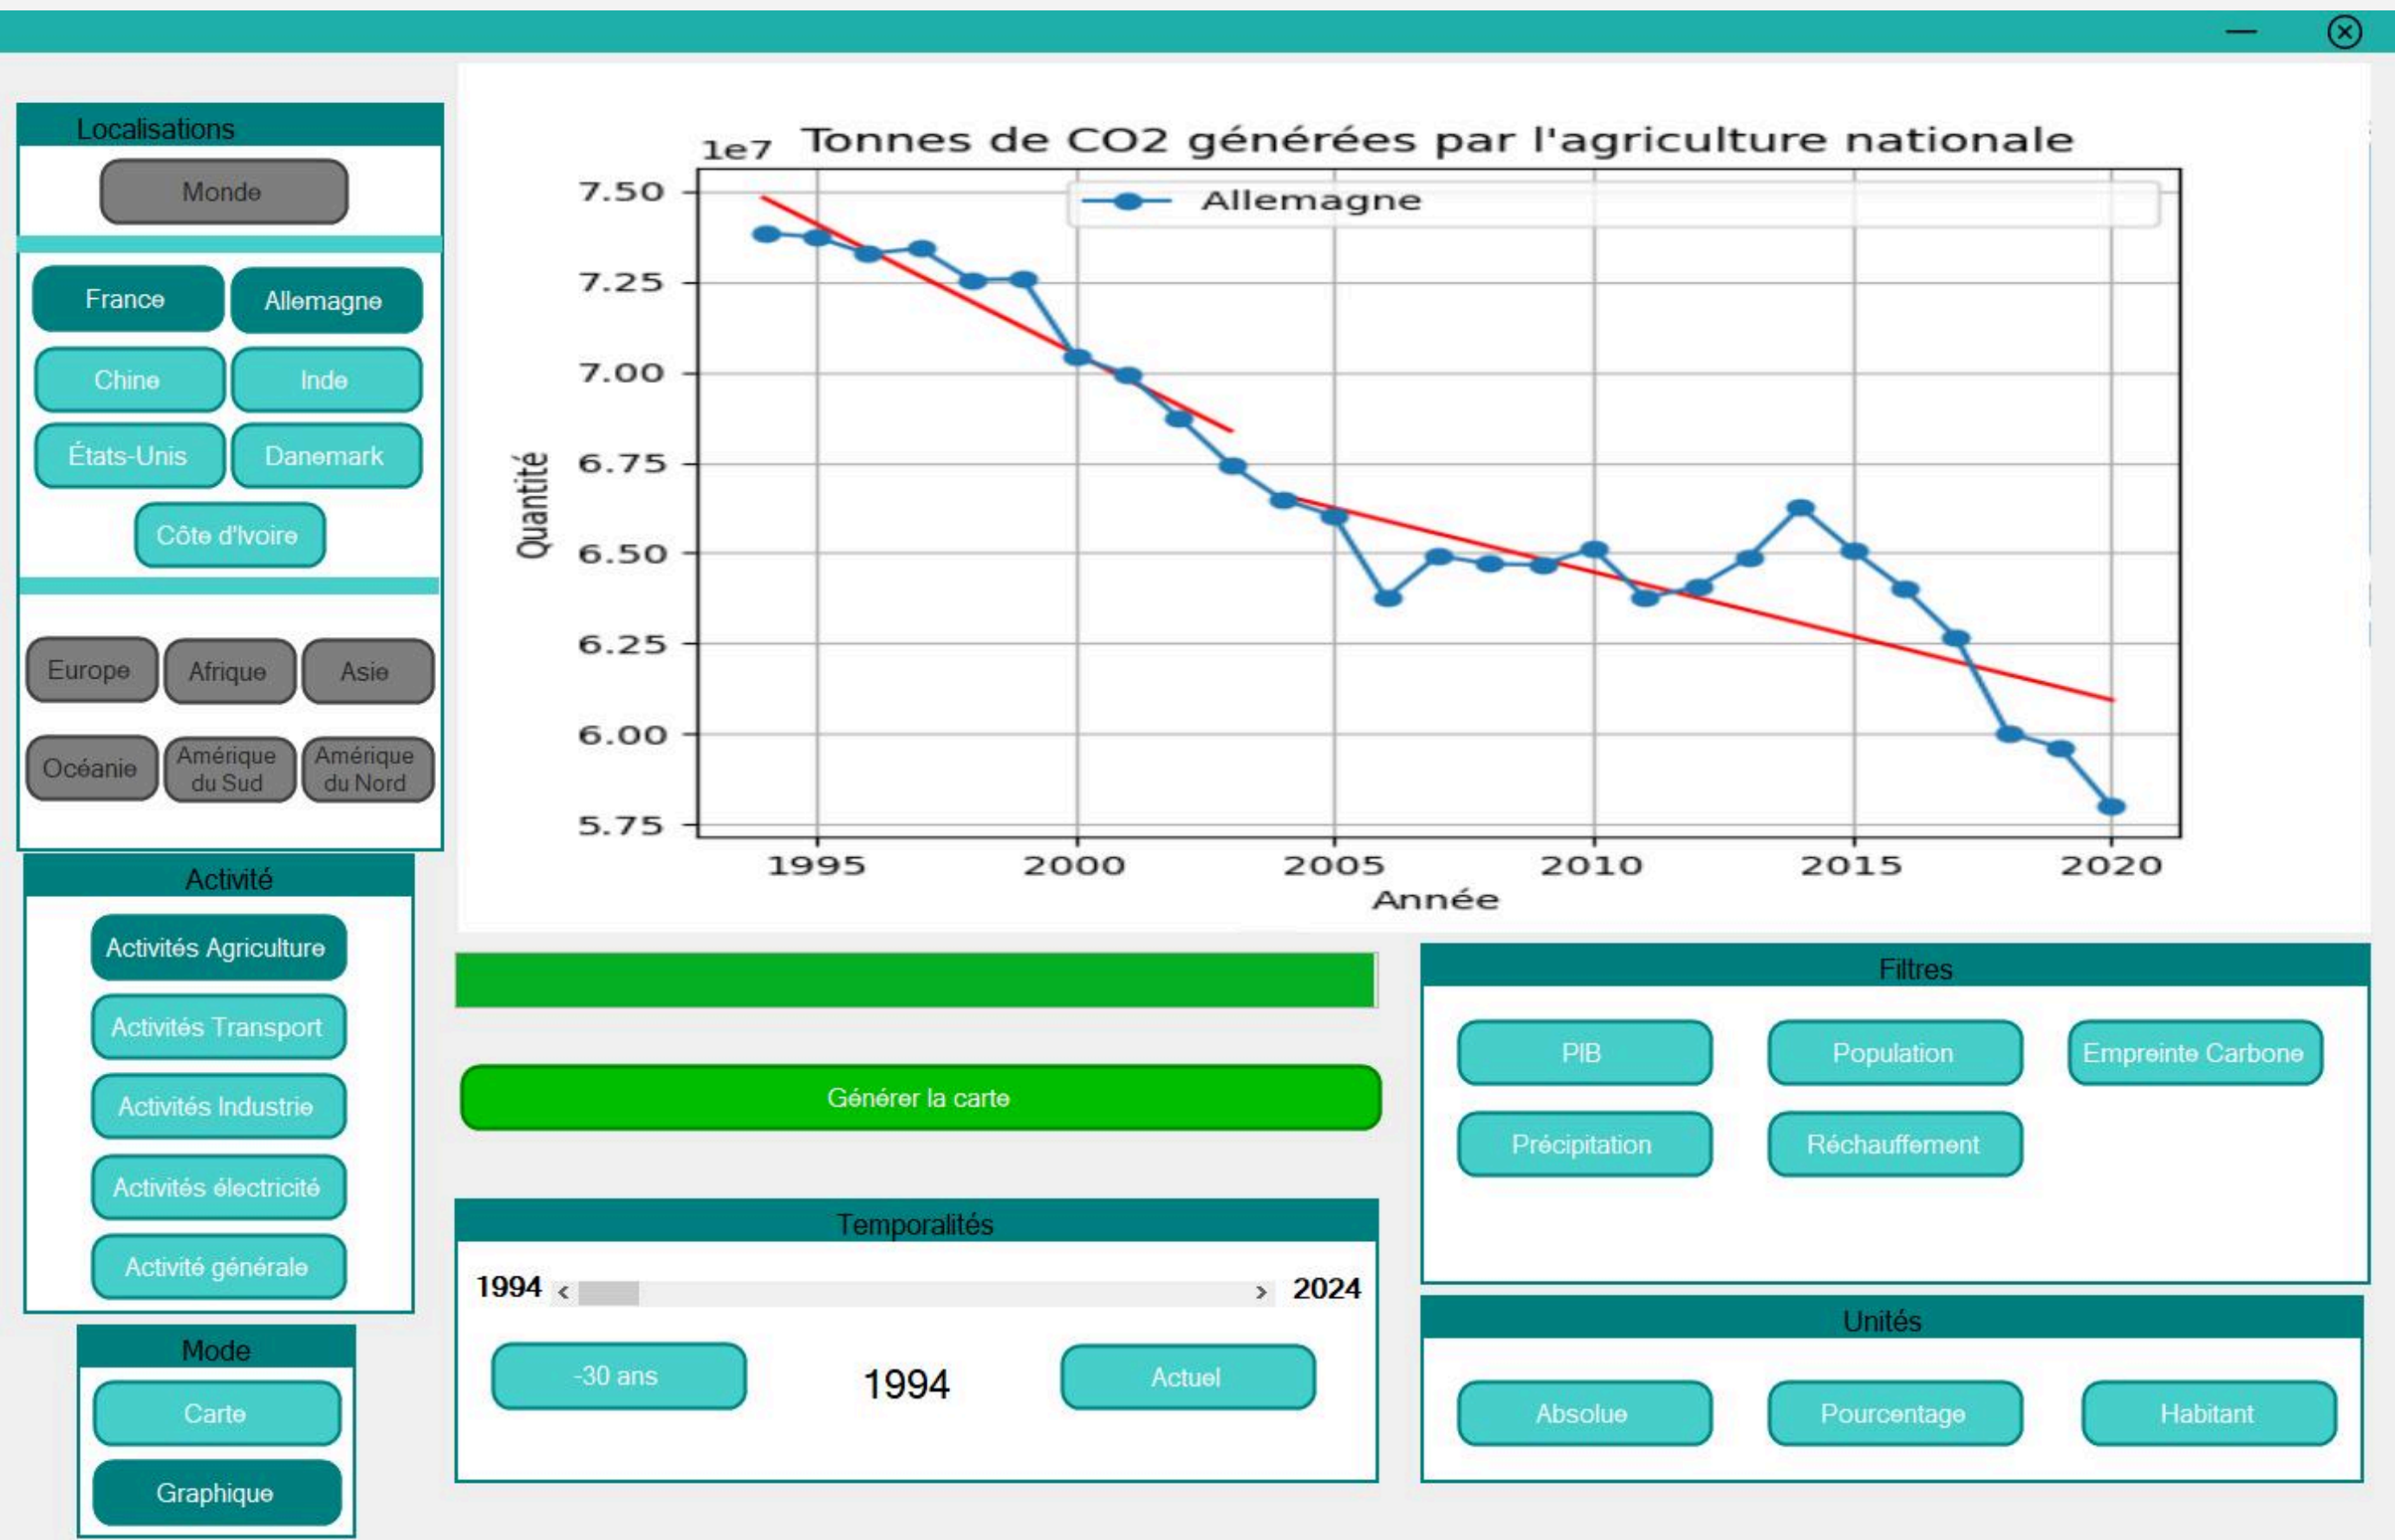 Localisations
Monde
France
Allemagne
Chine
Inde
États-Unis
Danemark
Côte d'Ivoire
Europe
Afrique
Asie
Océanie
Amérique
du Sud
Amérique
du Nord
Activité
Activités Agriculture
Activités Transport
Activités Industrie
Activités électricité
Activité générale
Mode
Carte
Graphique
1e7
Tonnes de CO2 générées par l'agriculture nationale
Allemagne
7.50
7.25
7.00
6.75
6.50
6.25
6.00
5.75
Quantité
1995 2000 2005 2010 2015 2020
Année
Générer la carte
Temporalités
1994 < > 2024
-30 ans
1994
Actuel
Filtres
PIB
Population
Empreinte Carbone
Précipitation
Réchauffement
Unités
Absolue
Pourcentage
Habitant